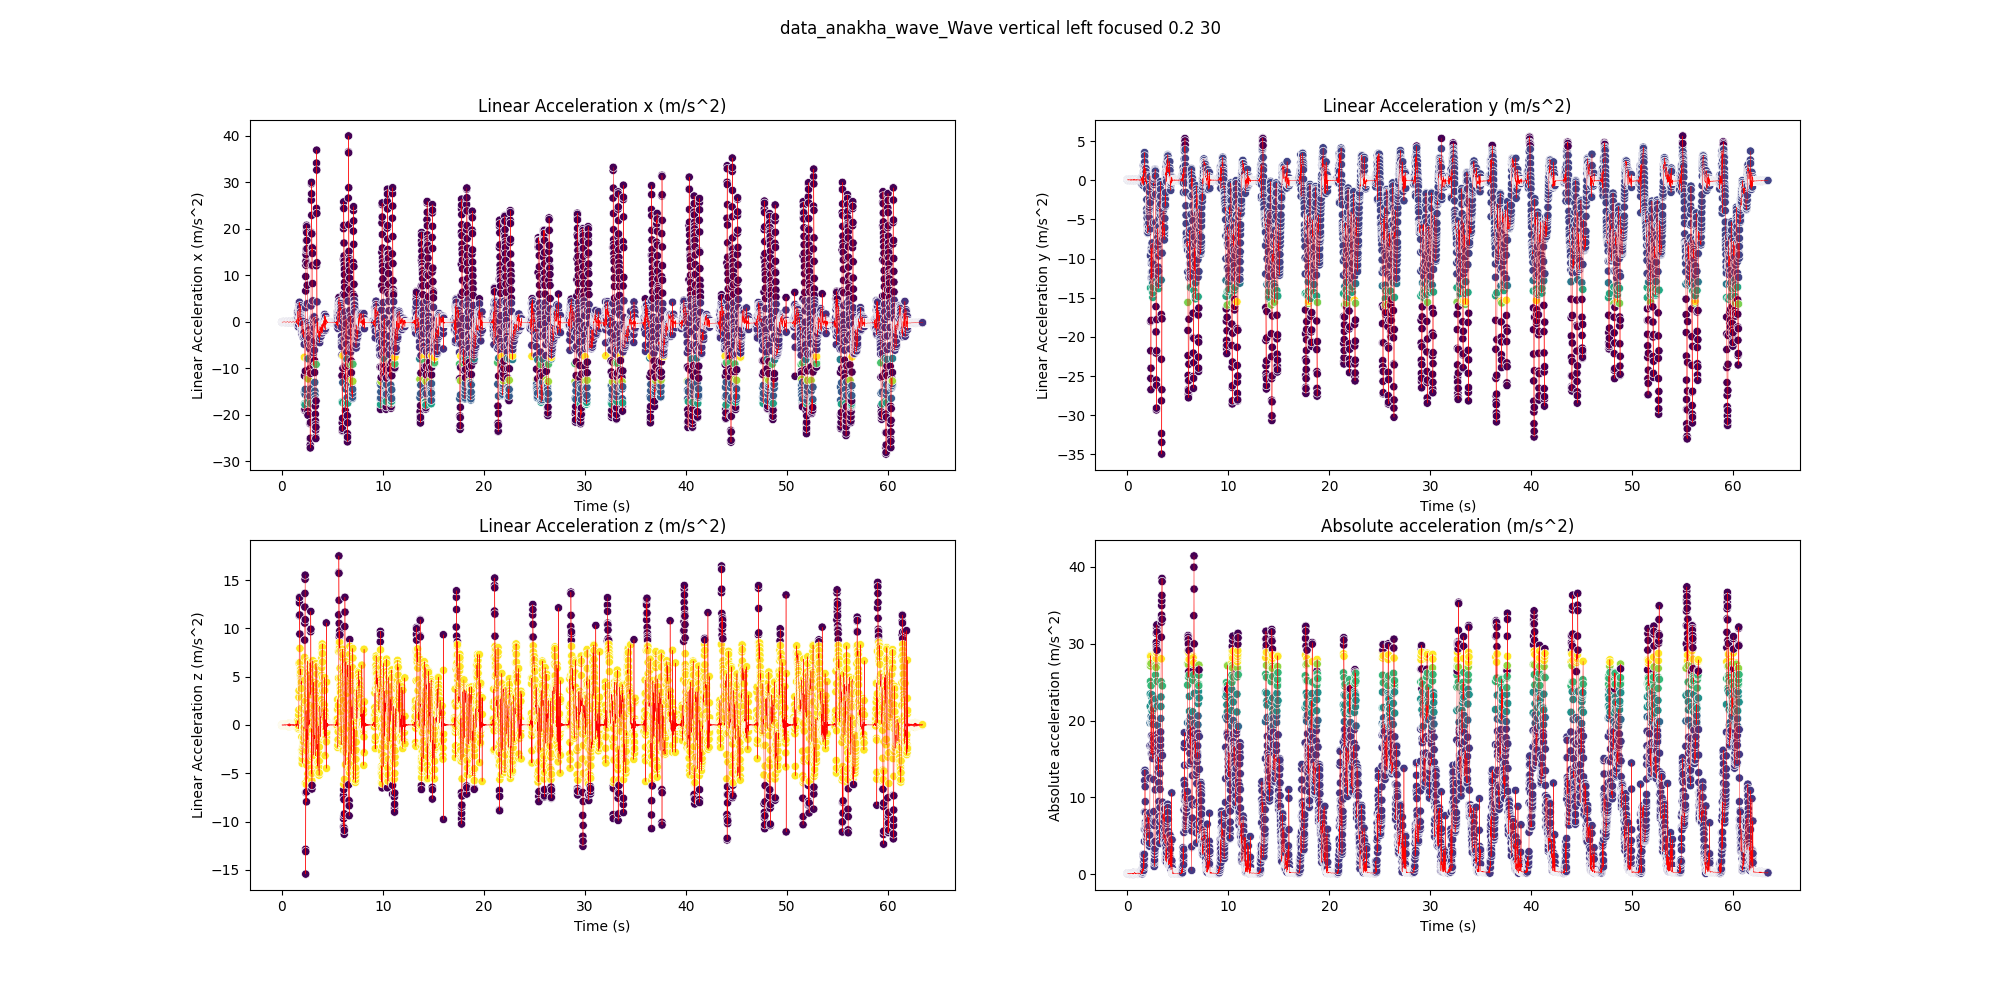 data_anakha_wave_Wave vertical left focused 0.2 30
Linear Acceleration x (m/s^2)
Linear Acceleration x (m/s^2)
40
30
20
10
0
−10
−20
−30
0 10 20 30 40 50 60
Time (s)
Linear Acceleration y (m/s^2)
Linear Acceleration y (m/s^2)
5
0
−5
−10
−15
−20
−25
−30
−35
0 10 20 30 40 50 60
Time (s)
Linear Acceleration z (m/s^2)
Linear Acceleration z (m/s^2)
15
10
5
0
−5
−10
−15
0 10 20 30 40 50 60
Time (s)
Absolute acceleration (m/s^2)
Absolute acceleration (m/s^2)
40
30
20
10
0
0 10 20 30 40 50 60
Time (s)